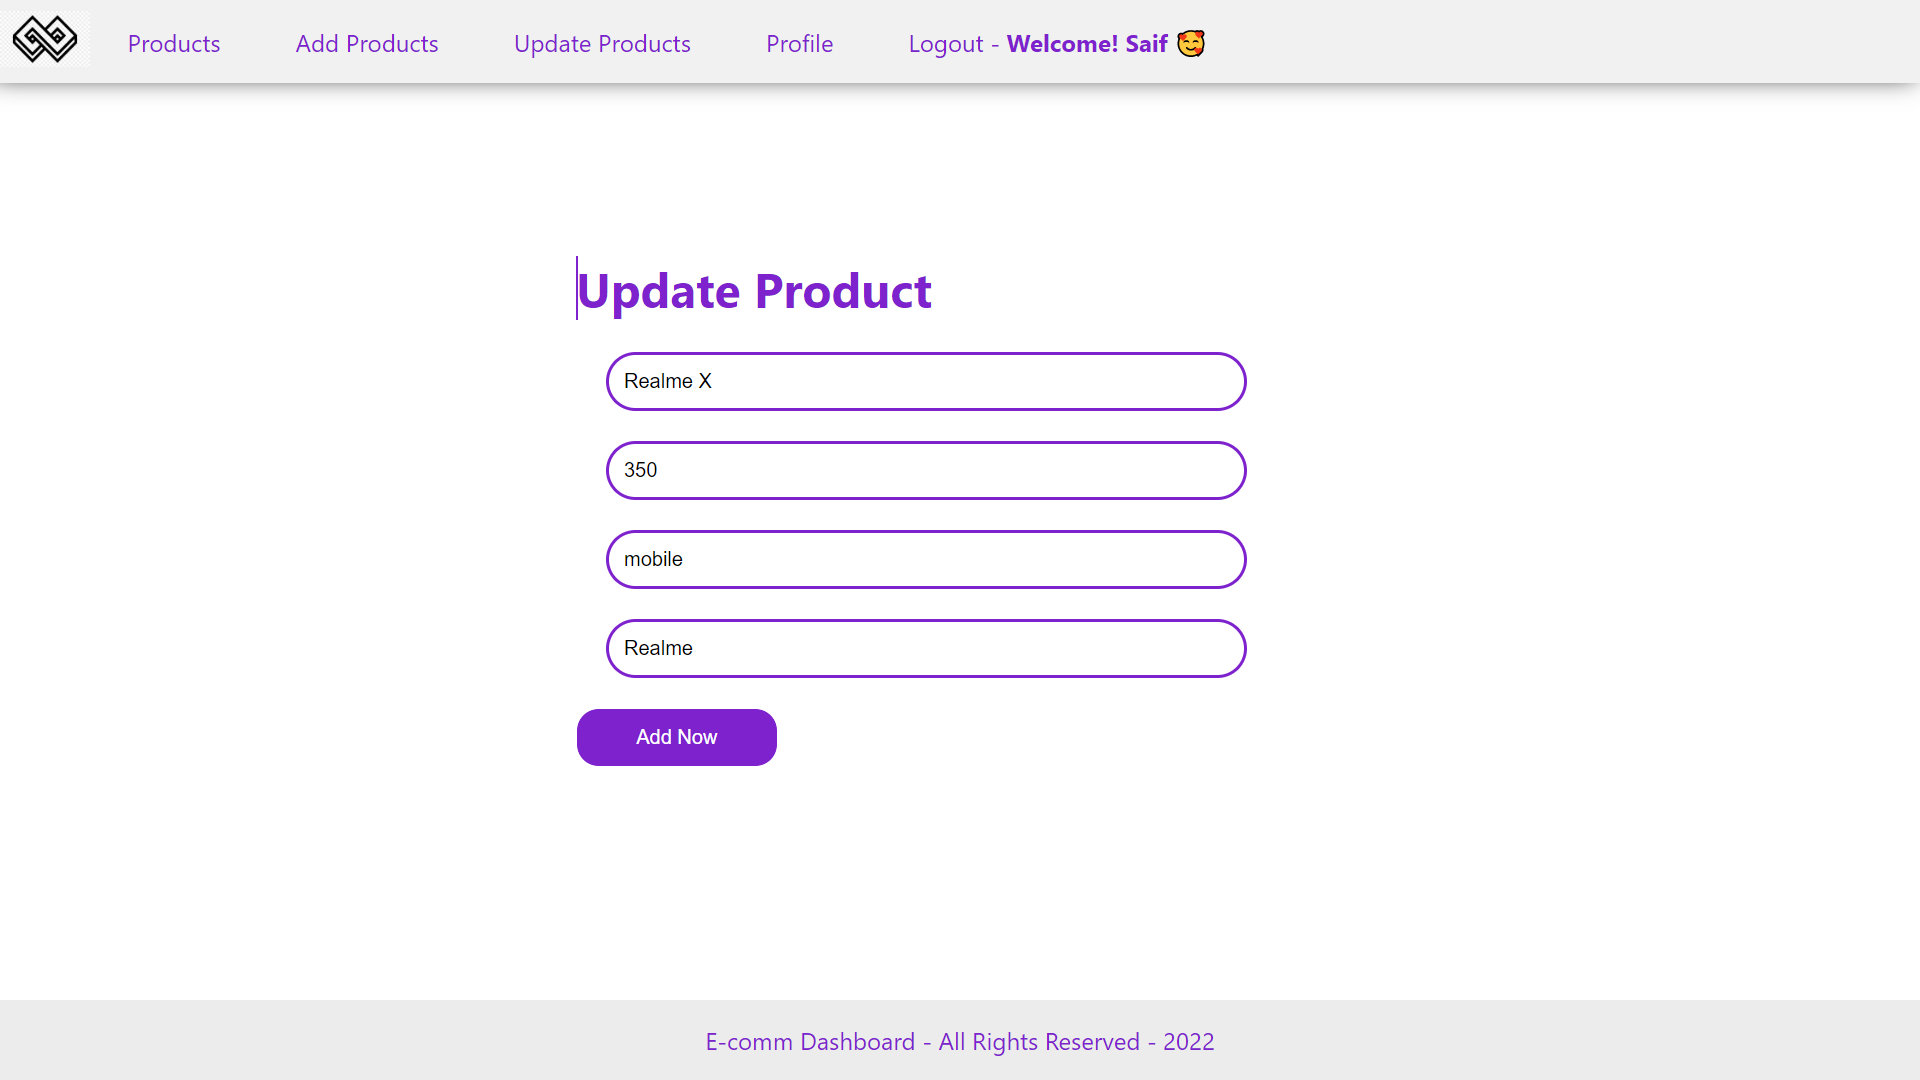 Products Add Products Update Products Profile Logout - Welcome! Saif 🥰
Update Product
Realme X
350
mobile
Realme
Add Now
E-comm Dashboard - All Rights Reserved - 2022